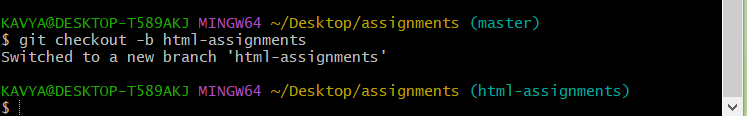 KAVYA@DESKTOP-T589AKJ MINGW64 ~/Desktop/assignments (master)
$ git checkout -b html-assignments
Switched to a new branch 'html-assignments'
KAVYA@DESKTOP-T589AKJ MINGW64 ~/Desktop/assignments (html-assignments)
$